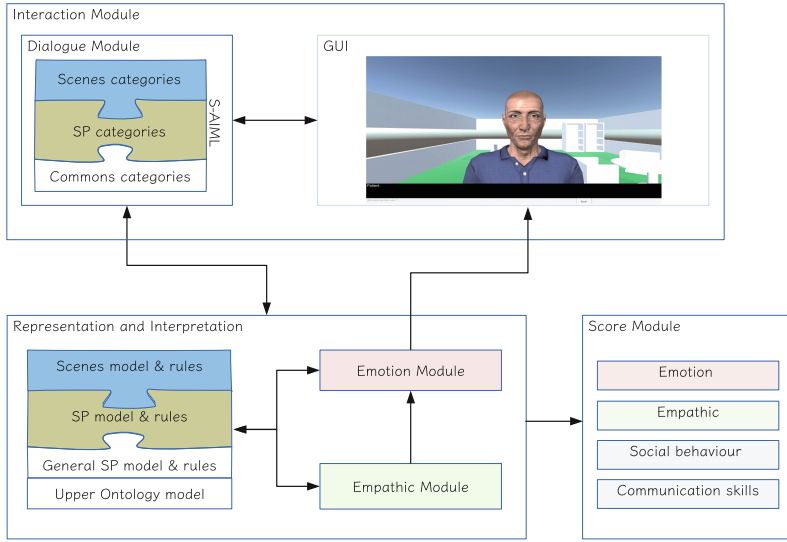 Interaction Module
Dialogue Module
Scenes categories
SP categories
Commons categories
S-AIML
GUI
Representation and Interpretation
Scenes model & rules
SP model & rules
General SP model & rules
Upper Ontology model
Emotion Module
Empathic Module
Score Module
Emotion
Empathic
Social behaviour
Communication skills